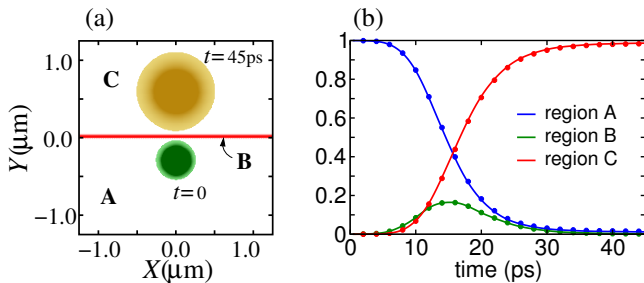 (a)
(b)
C
t=45ps
B
A
t=0
1.0
0.0
−1.0
Y(μm)
−1.0 0.0 1.0
X(μm)
1
0.8
0.6
0.4
0.2
0
0 10 20 30 40
time (ps)
region A
region B
region C